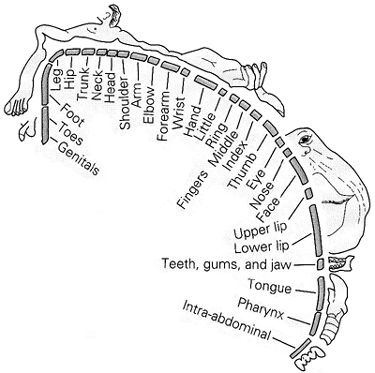 Genitals
Toes
Foot
Leg
Hip
Trunk
Neck
Head
Shoulder
Arm
Elbow
Forearm
Wrist
Hand
Little
Ring
Middle
Index
Thumb
Fingers
Eye
Nose
Face
Upper lip
Lower lip
Teeth, gums, and jaw
Tongue
Pharynx
Intra-abdominal